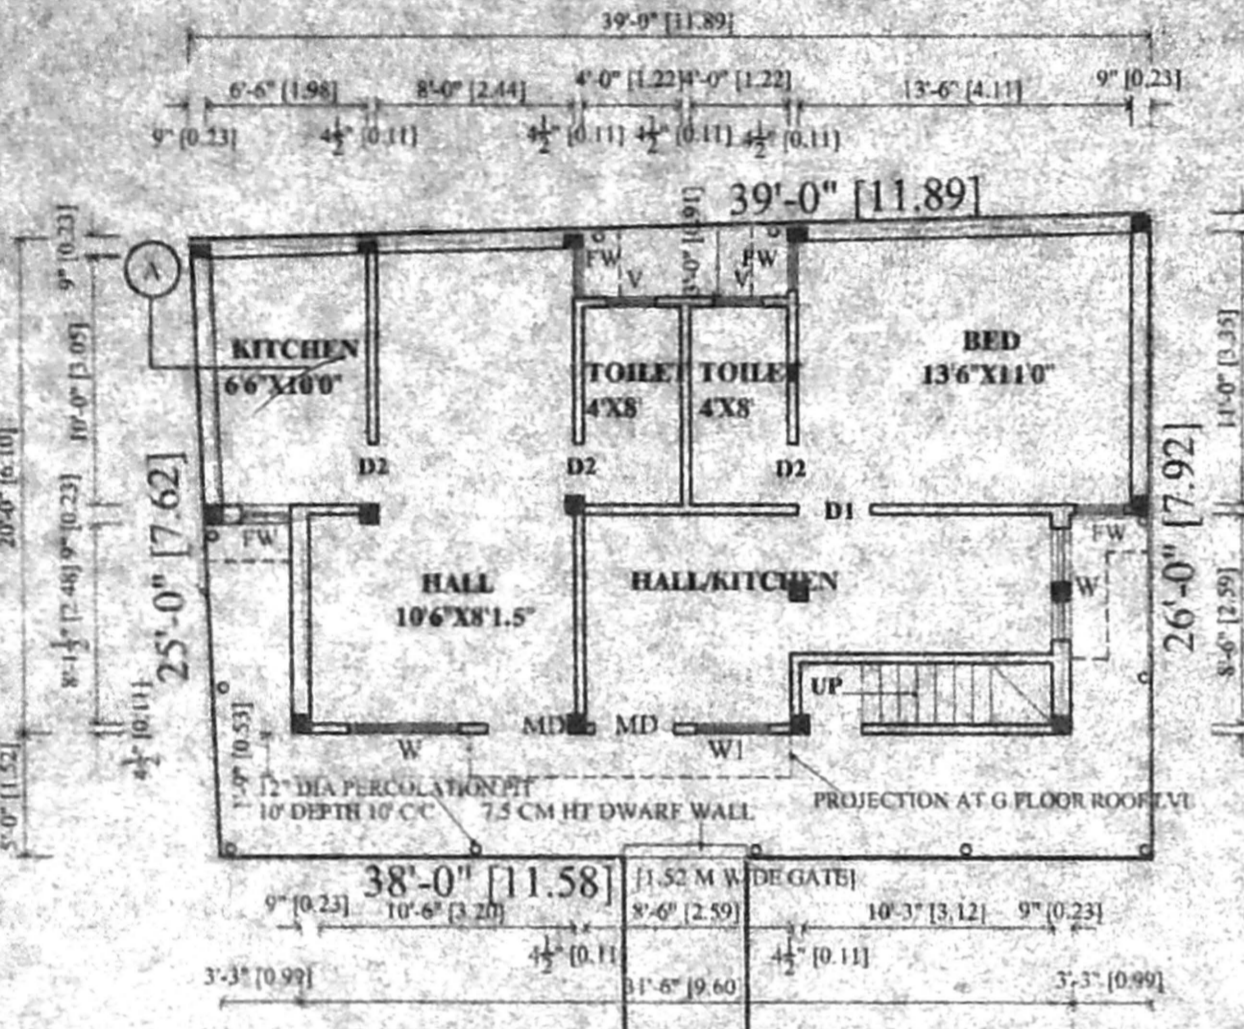 39'-0" [11.89]
6'-6" [1.98] 8'-0" [2.44] 4'-0" [1.22] 4'-0" [1.22] 13'-6" [4.11] 9" [0.23]
9" [0.23] 4½" [0.11] 4½" [0.11] 4½" [0.11] 4½" [0.11]
39'-0" [11.89]
9" [0.23]
A
FW V V FW
KITCHEN
6'6"X10'0"
TOILET
4'X8'
TOILET
4'X8'
BED
13'6"X11'0"
10'-0" [3.05]
11'-0" [3.35]
20'-0" [6.10]
D2 D2 D2
D1
9" [0.23]
25'-0" [7.62]
26'-0" [7.92]
FW FW
HALL
10'6"X8'1.5"
HALL/KITCHEN
W
8'-1½" [2.48]
8'-6" [2.59]
UP
4½" [0.11]
W MD MD W1
5'-0" [1.52]
12" DIA PERCOLATION PIT
10' DEPTH 10' C/C
7.5 CM HT DWARF WALL
PROJECTION AT G.FLOOR ROOF LVL
38'-0" [11.58]
[1.52 M WIDE GATE]
9" [0.23] 10'-6" [3.20] 8'-6" [2.59] 10'-3" [3.12] 9" [0.23]
4½" [0.11 4½" [0.11]
3'-3" [0.99] 31'-6" [9.60 3'-3" [0.99]